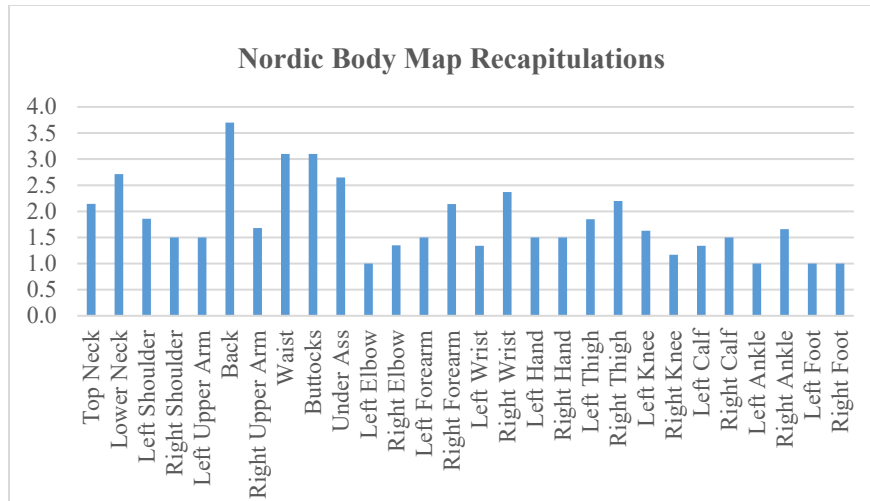 Nordic Body Map Recapitulations
4.0
3.5
3.0
2.5
2.0
1.5
1.0
0.5
0.0
Top Neck
Lower Neck
Left Shoulder
Right Shoulder
Left Upper Arm
Back
Right Upper Arm
Waist
Buttocks
Under Ass
Left Elbow
Right Elbow
Left Forearm
Right Forearm
Left Wrist
Right Wrist
Left Hand
Right Hand
Left Thigh
Right Thigh
Left Knee
Right Knee
Left Calf
Right Calf
Left Ankle
Right Ankle
Left Foot
Right Foot